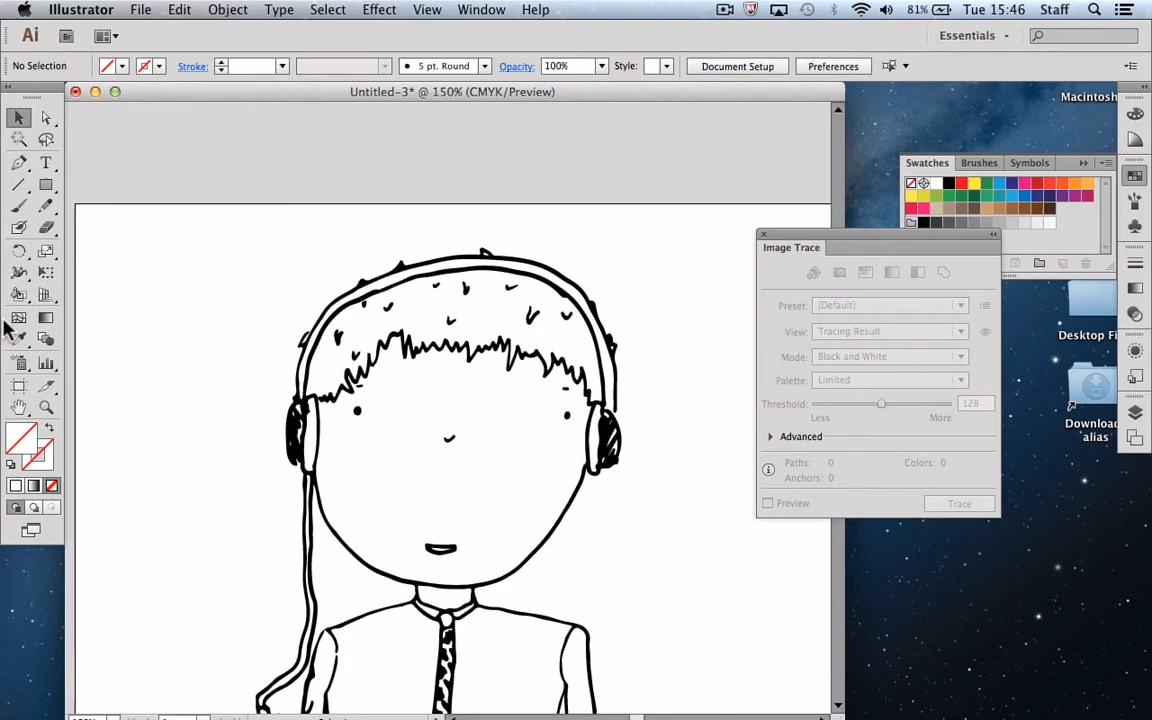 Illustrator File Edit Object Type Select Effect View Window Help 81% Tue 15:46 Staff
Ai Br Essentials
No Selection Stroke: 5 pt. Round Opacity: 100% Style: Document Setup Preferences
Untitled-3* @ 150% (CMYK/Preview)
Macintosh
Swatches Brushes Symbols
Image Trace
Preset: [Default]
View: Tracing Result
Mode: Black and White
Palette: Limited
Threshold: 128
Less More
Advanced
Paths: 0 Colors: 0
Anchors: 0
Preview Trace
Desktop Fi
Downloa
alias